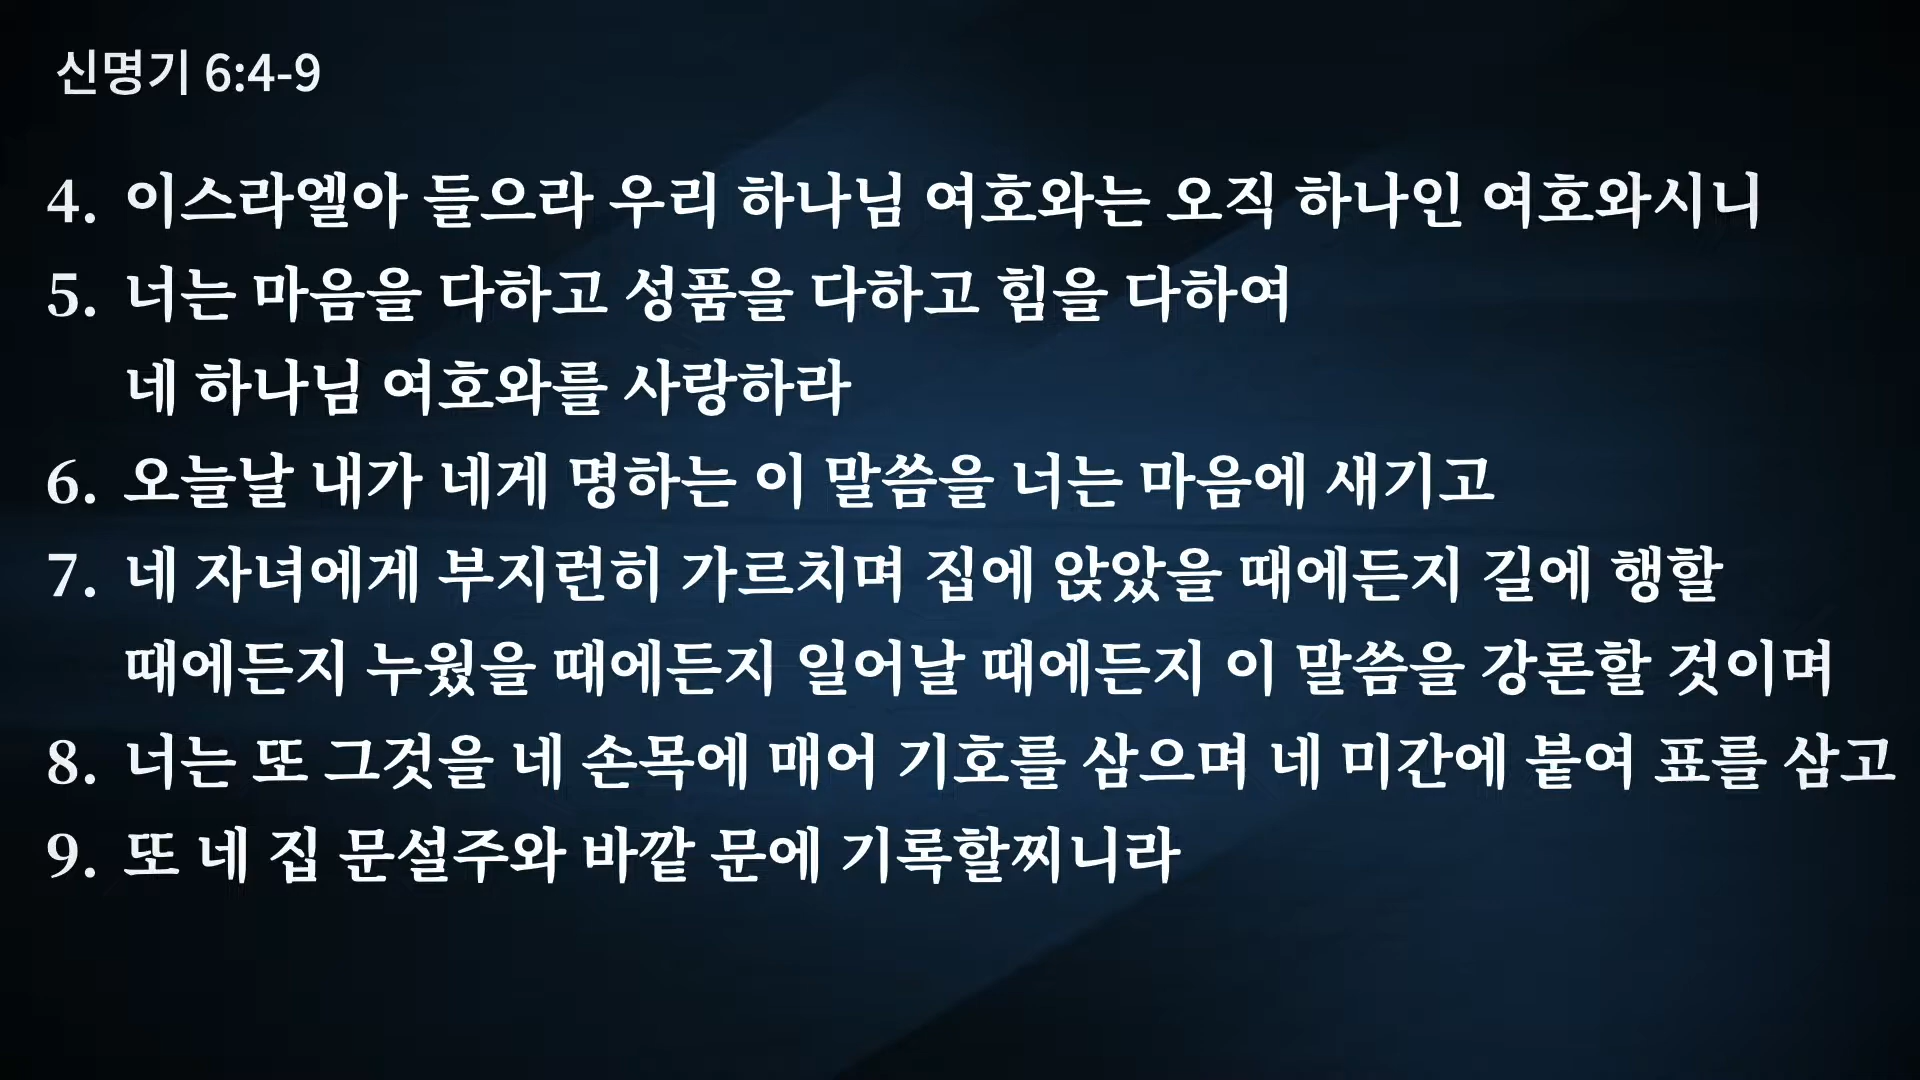 신명기 6:4-9
4. 이스라엘아 들으라 우리 하나님 여호와는 오직 하나인 여호와시니
5. 너는 마음을 다하고 성품을 다하고 힘을 다하여
네 하나님 여호와를 사랑하라
6. 오늘날 내가 네게 명하는 이 말씀을 너는 마음에 새기고
7. 네 자녀에게 부지런히 가르치며 집에 앉았을 때에든지 길에 행할
때에든지 누웠을 때에든지 일어날 때에든지 이 말씀을 강론할 것이며
8. 너는 또 그것을 네 손목에 매어 기호를 삼으며 네 미간에 붙여 표를 삼고
9. 또 네 집 문설주와 바깥 문에 기록할찌니라